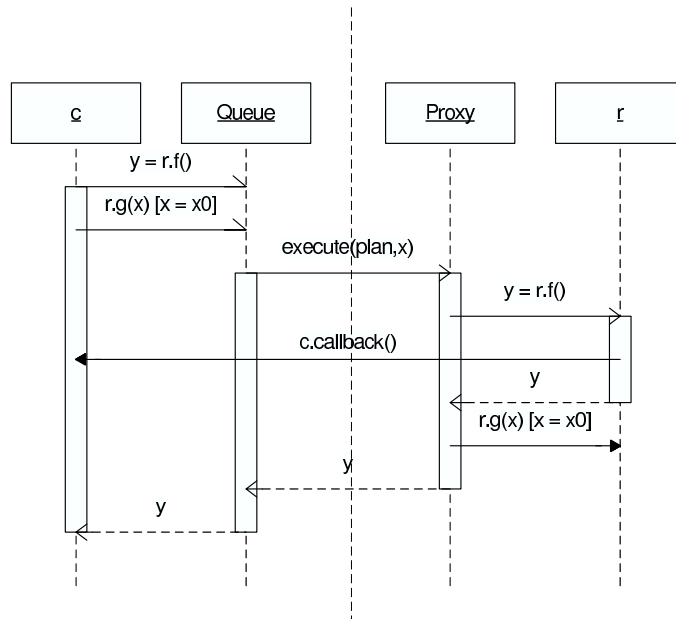 c
Queue
Proxy
r
y = r.f()
r.g(x) [x = x0]
execute(plan,x)
y = r.f()
c.callback()
y
r.g(x) [x = x0]
y
y